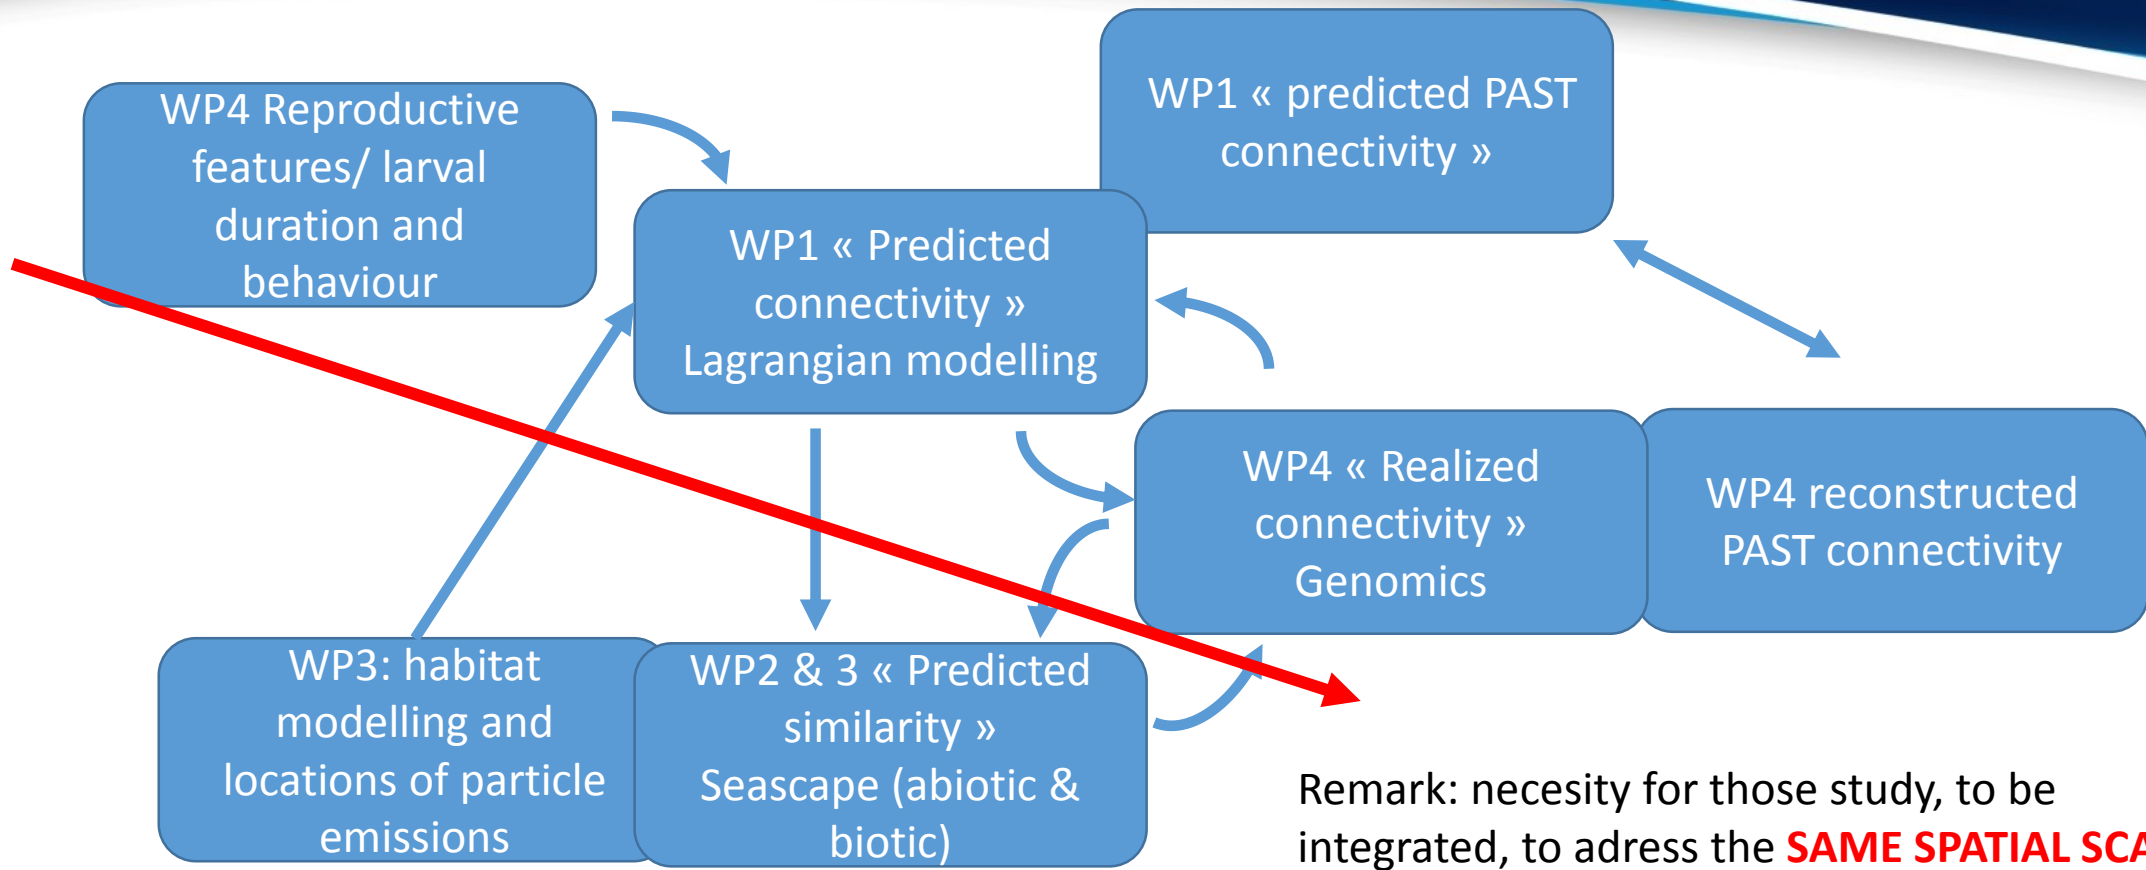 WP4 Reproductive
features/ larval
duration and
behaviour
WP1 « predicted PAST
connectivity »
WP1 « Predicted
connectivity »
Lagrangian modelling
WP4 « Realized
connectivity »
Genomics
WP4 reconstructed
PAST connectivity
WP3: habitat
modelling and
locations of particle
emissions
WP2 & 3 « Predicted
similarity »
Seascape (abiotic &
biotic)
Remark: necesity for those study, to be
integrated, to adress the SAME SPATIAL